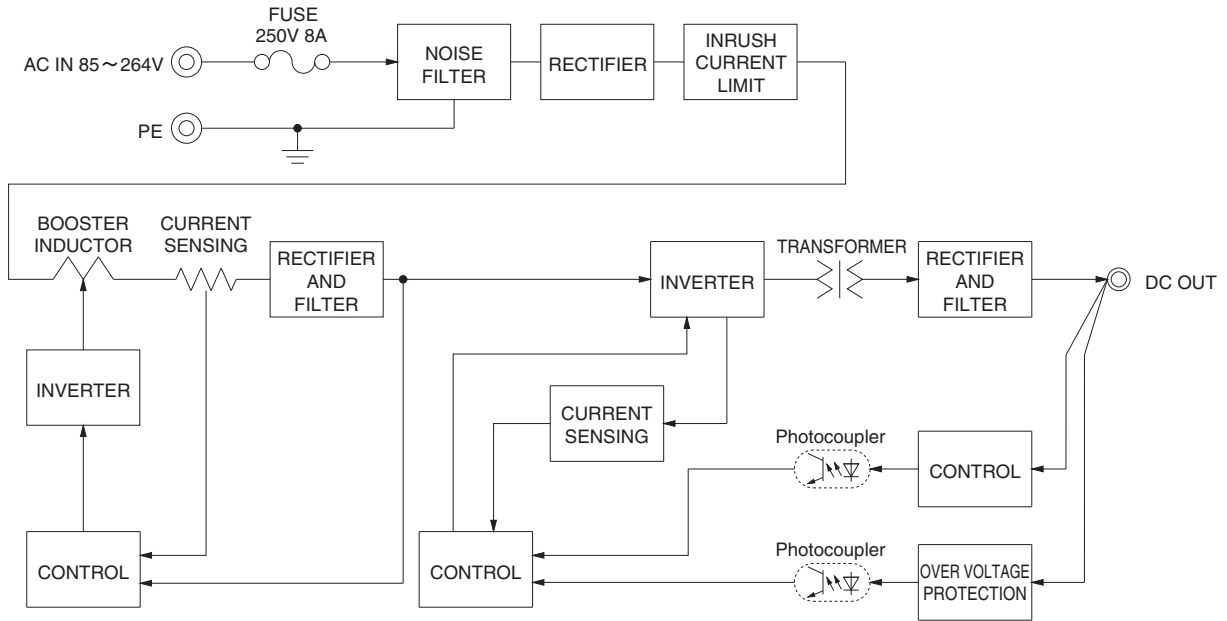 FUSE
250V 8A
AC IN 85～264V
NOISE
FILTER
RECTIFIER
INRUSH
CURRENT
LIMIT
PE
BOOSTER
INDUCTOR
CURRENT
SENSING
RECTIFIER
AND
FILTER
INVERTER
TRANSFORMER
RECTIFIER
AND
FILTER
DC OUT
INVERTER
CURRENT
SENSING
Photocoupler
CONTROL
CONTROL
CONTROL
Photocoupler
OVER VOLTAGE
PROTECTION